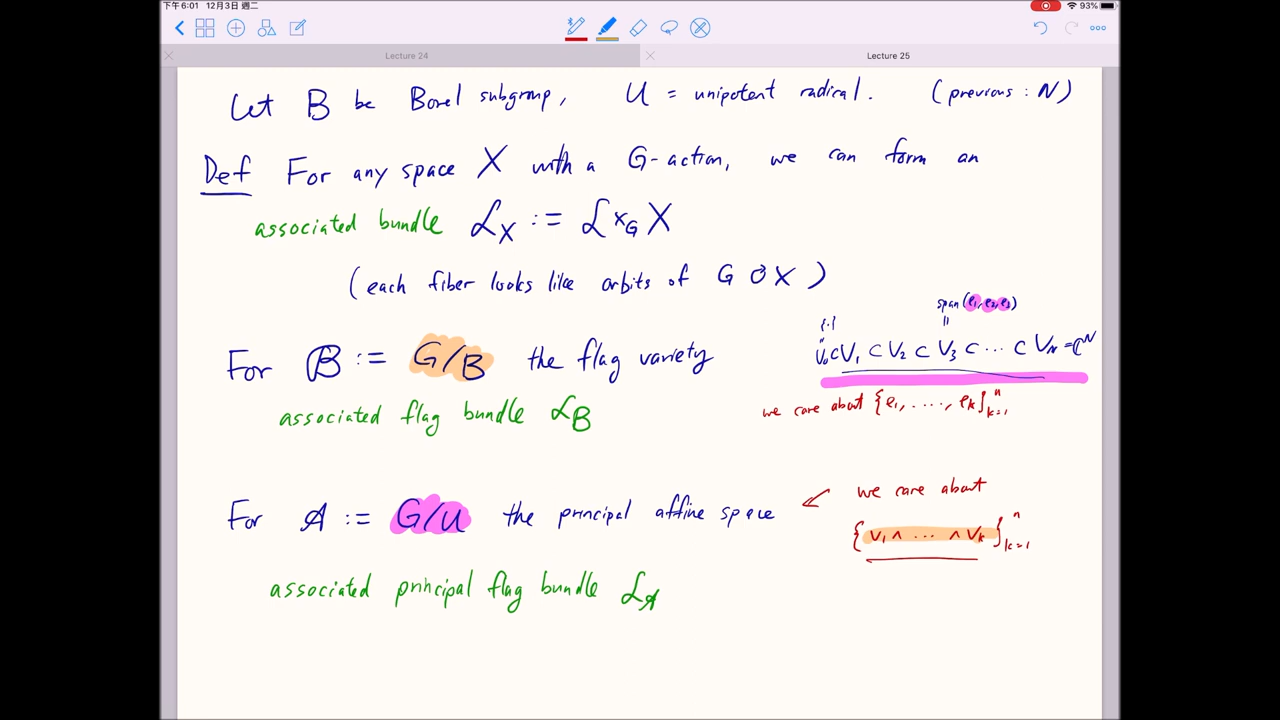 下午6:01 12月3日 週二
93%
Lecture 24
Lecture 25
Let B be Borel subgroup, U = unipotent radical. (previous : N)
Def For any space X with a G-action, we can form an
associated bundle ℒ_X := ℒ ×_G X
(each fiber looks like orbits of G ↻ X)
For ℬ := G/B the flag variety
associated flag bundle ℒ_ℬ
span(e₁, e₂, e₃)
{·} =
V₀ ⊂ V₁ ⊂ V₂ ⊂ V₃ ⊂ ... ⊂ V_N = ℂ^N
we care about {e₁, ...., e_k}_{k=1}^n
For 𝒜 := G/U the principal affine space
we care about
{v₁ ∧ ... ∧ v_k}_{k=1}^n
associated principal flag bundle ℒ_𝒜